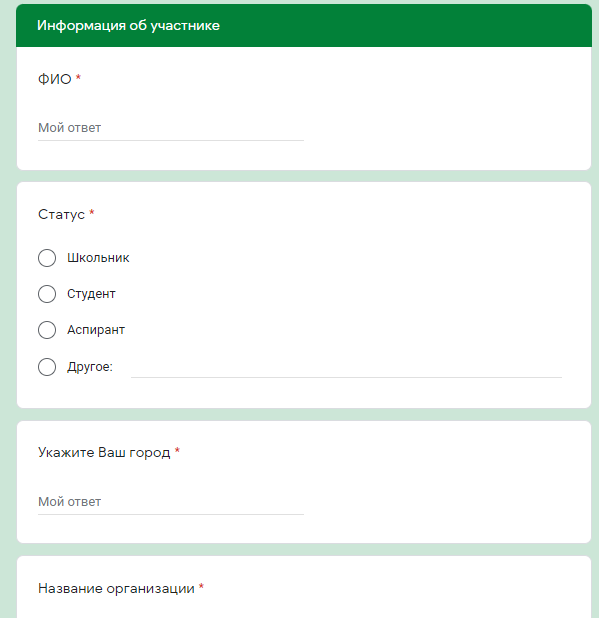 Информация об участнике
ФИО *
Мой ответ
Статус *
Школьник
Студент
Аспирант
Другое:
Укажите Ваш город *
Мой ответ
Название организации *